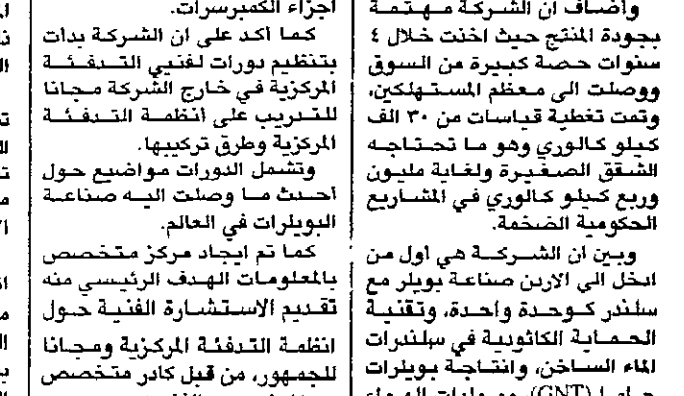 واضاف ان الشركة مهتمة
بجودة المنتج حيث اخذت خلال ٤
سنوات حصة كبيرة من السوق
ووصلت الى معظم المستهلكين،
وتمت تغطية قياسات من ٣٠ الف
كيلو كالوري وهو ما تحتاجه
الشقق الصغيرة ولغاية مليون
وربع كيلو كالوري في المشاريع
الحكومية الضخمة.
وبين ان الشركة هي اول من
ادخل الى الاردن صناعة بويلر مع
سلندر كوحدة واحدة، وتقنية
الحماية الكاثودية في سلندرات
الماء الساخن، وانتاجية بويلرات
(GNT)
اجزاء الكمبرسرات.
كما اكد على ان الشركة بدات
بتنظيم دورات لفنيي التدفئة
المركزية في خارج الشركة مجانا
للتدريب على انظمة التدفئة
المركزية وطرق تركيبها.
وتشمل الدورات مواضيع حول
احدث ما وصلت اليه صناعة
البويلرات في العالم.
كما تم ايجاد مركز متخصص
بالمعلومات الهدف الرئيسي منه
تقديم الاستشارة الفنية حول
انظمة التدفئة المركزية ومجانا
للجمهور، من قبل كادر متخصص